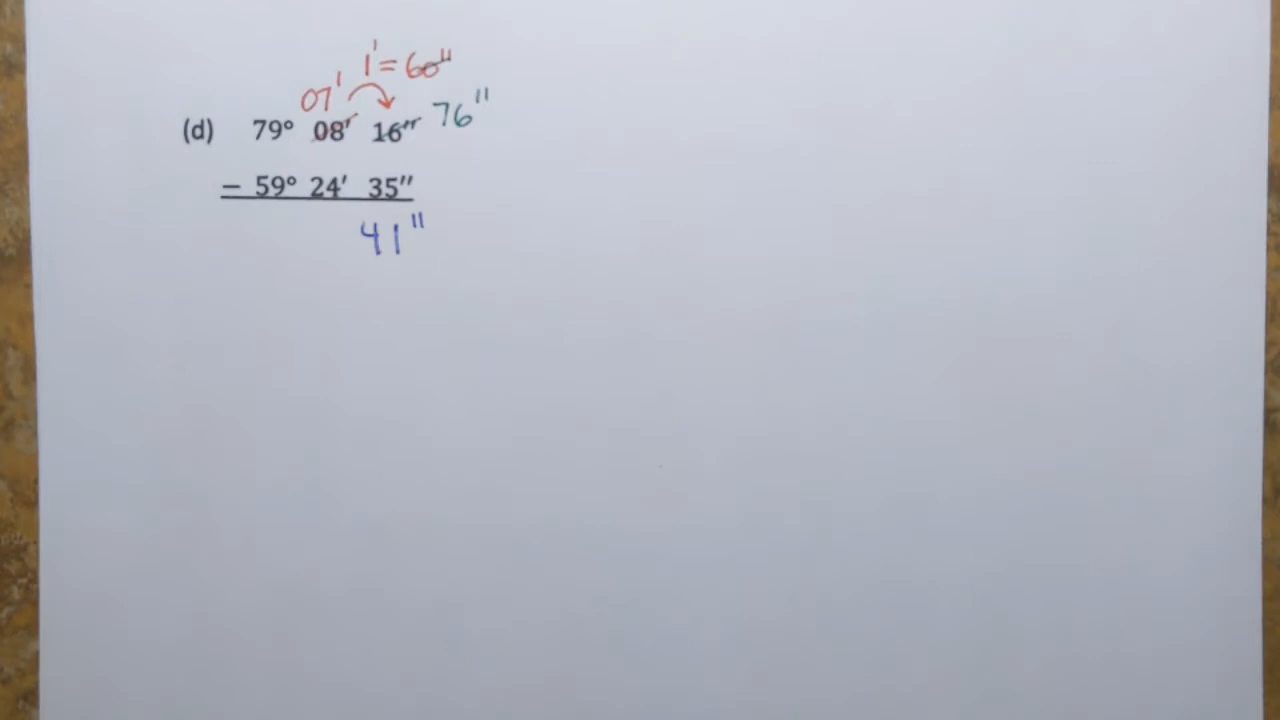 1' = 60"
07'
(d) 79° 08' 16" 76"
− 59° 24' 35"
41"